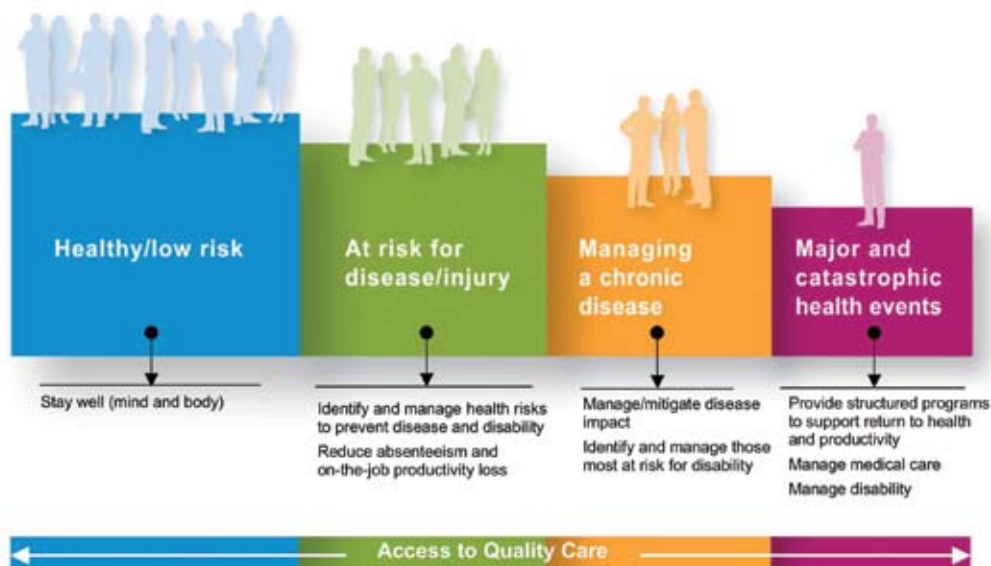 Healthy/low risk
At risk for
disease/injury
Managing
a chronic
disease
Major and
catastrophic
health events
Stay well (mind and body)
Identify and manage health risks
to prevent disease and disability
Reduce absenteeism and
on-the-job productivity loss
Manage/mitigate disease
impact
Identify and manage those
most at risk for disability
Provide structured programs
to support return to health
and productivity
Manage medical care
Manage disability
Access to Quality Care